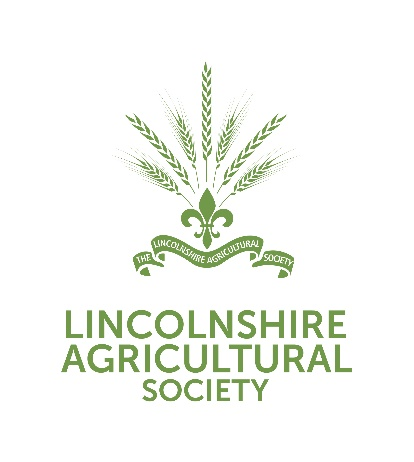 THE LINCOLNSHIRE AGRICULTURAL SOCIETY
LINCOLNSHIRE
AGRICULTURAL
SOCIETY